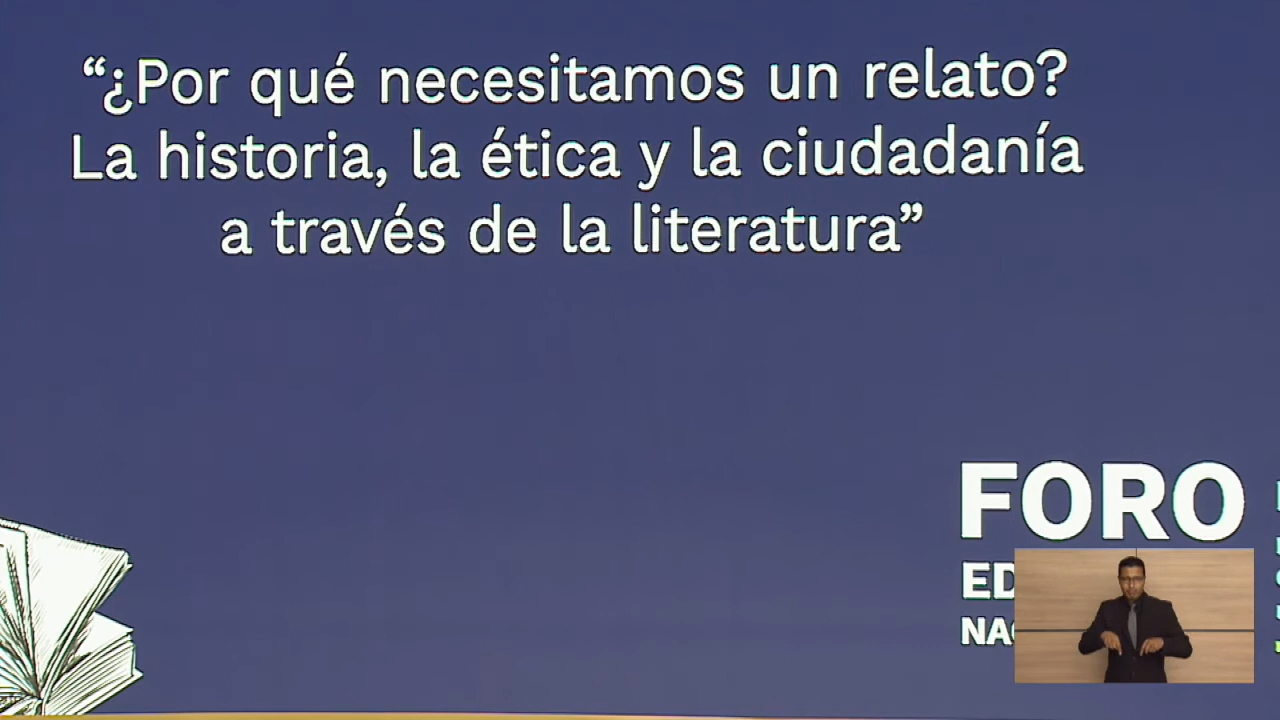 “¿Por qué necesitamos un relato?
La historia, la ética y la ciudadanía
a través de la literatura”
FORO